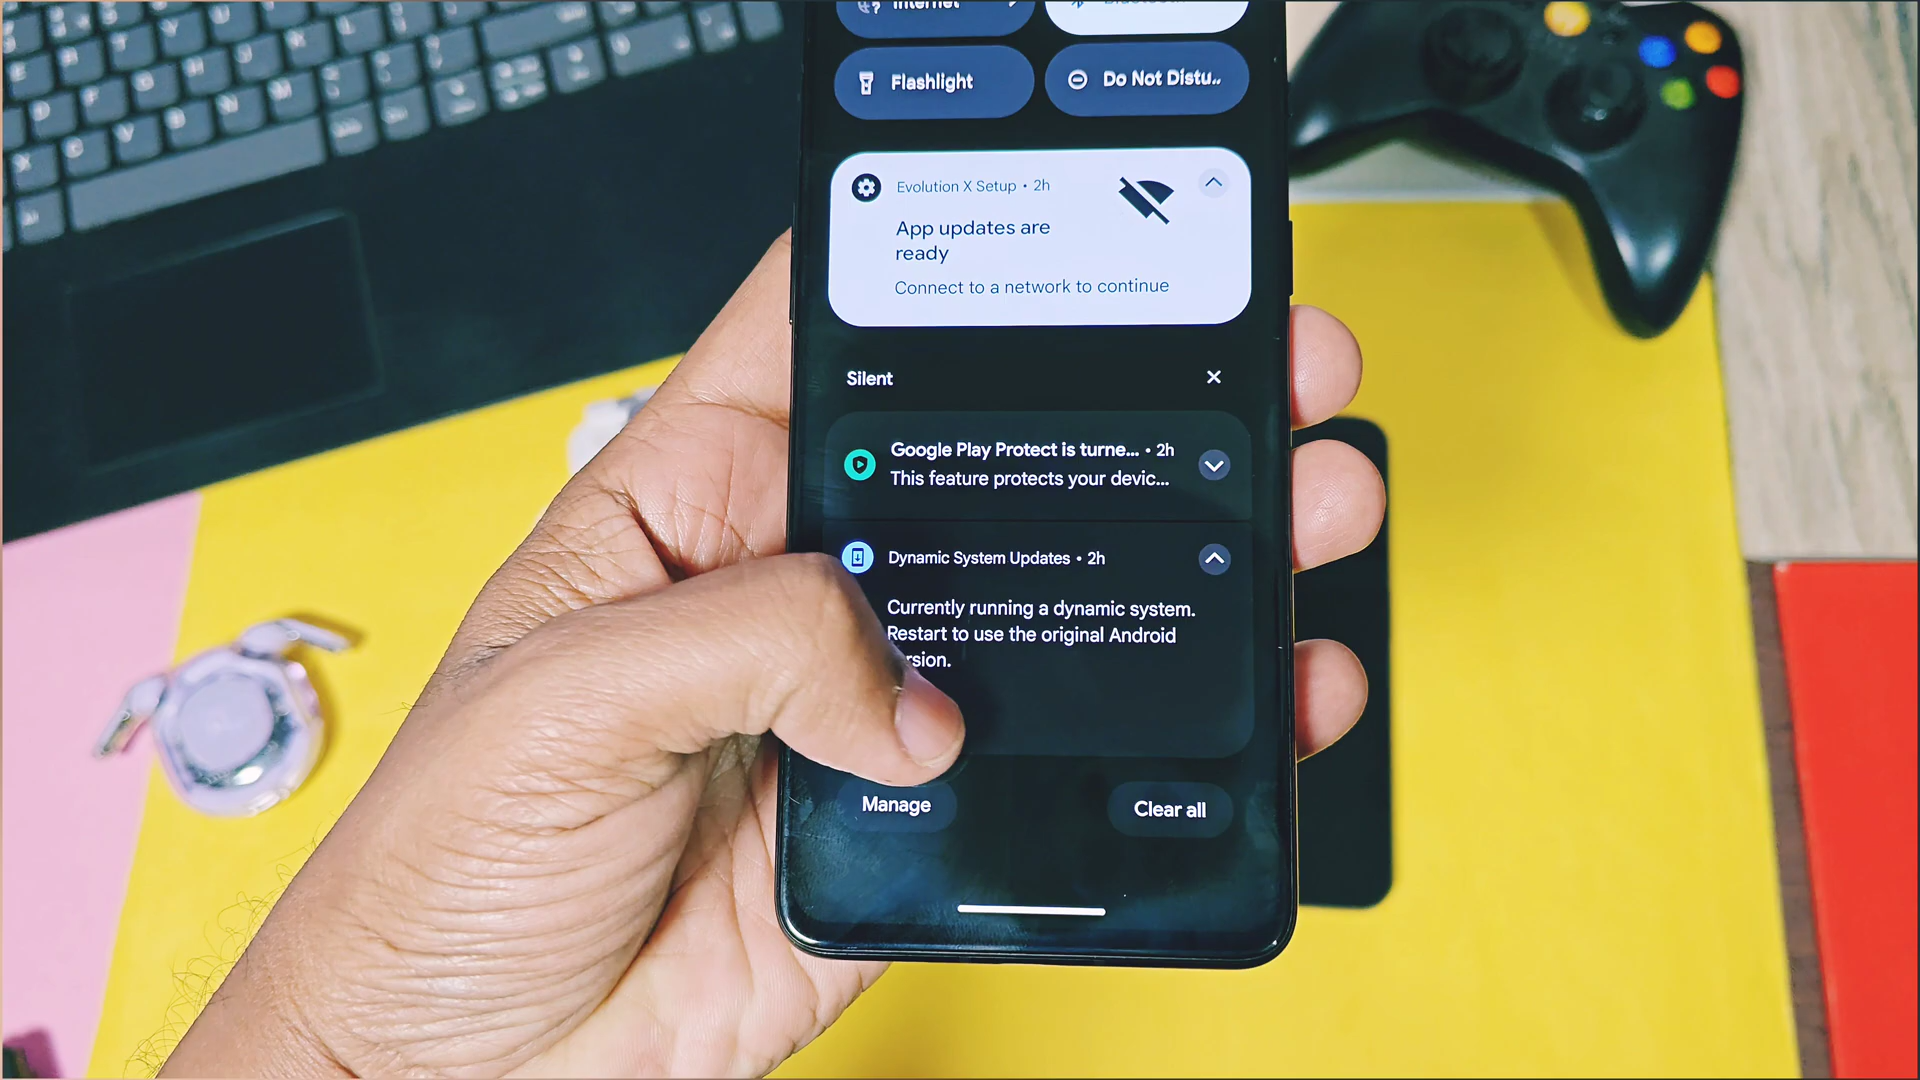 Internet
Bluetooth
Flashlight
Do Not Distu..
Evolution X Setup • 2h
App updates are
ready
Connect to a network to continue
Silent
Google Play Protect is turne... • 2h
This feature protects your devic...
Dynamic System Updates • 2h
Currently running a dynamic system.
Restart to use the original Android
rsion.
Manage
Clear all